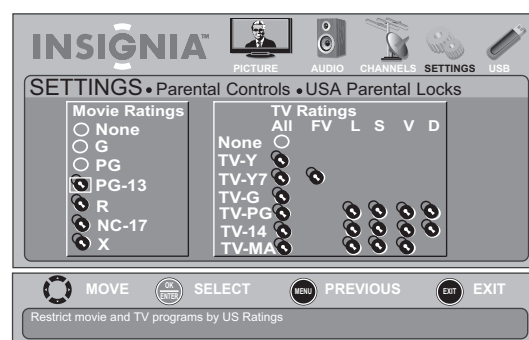 INSIGNIA™
PICTURE AUDIO CHANNELS SETTINGS USB
SETTINGS • Parental Controls • USA Parental Locks
Movie Ratings
None
G
PG
PG-13
R
NC-17
X
TV Ratings
All FV L S V D
None
TV-Y
TV-Y7
TV-G
TV-PG
TV-14
TV-MA
MOVE OK ENTER SELECT MENU PREVIOUS EXIT EXIT
Restrict movie and TV programs by US Ratings